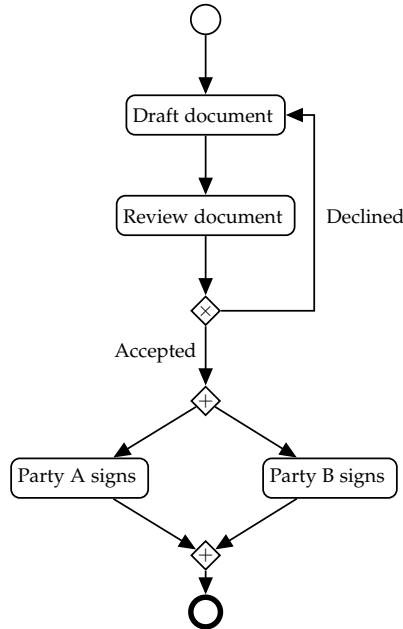 Draft document
Review document
Declined
Accepted
Party A signs
Party B signs